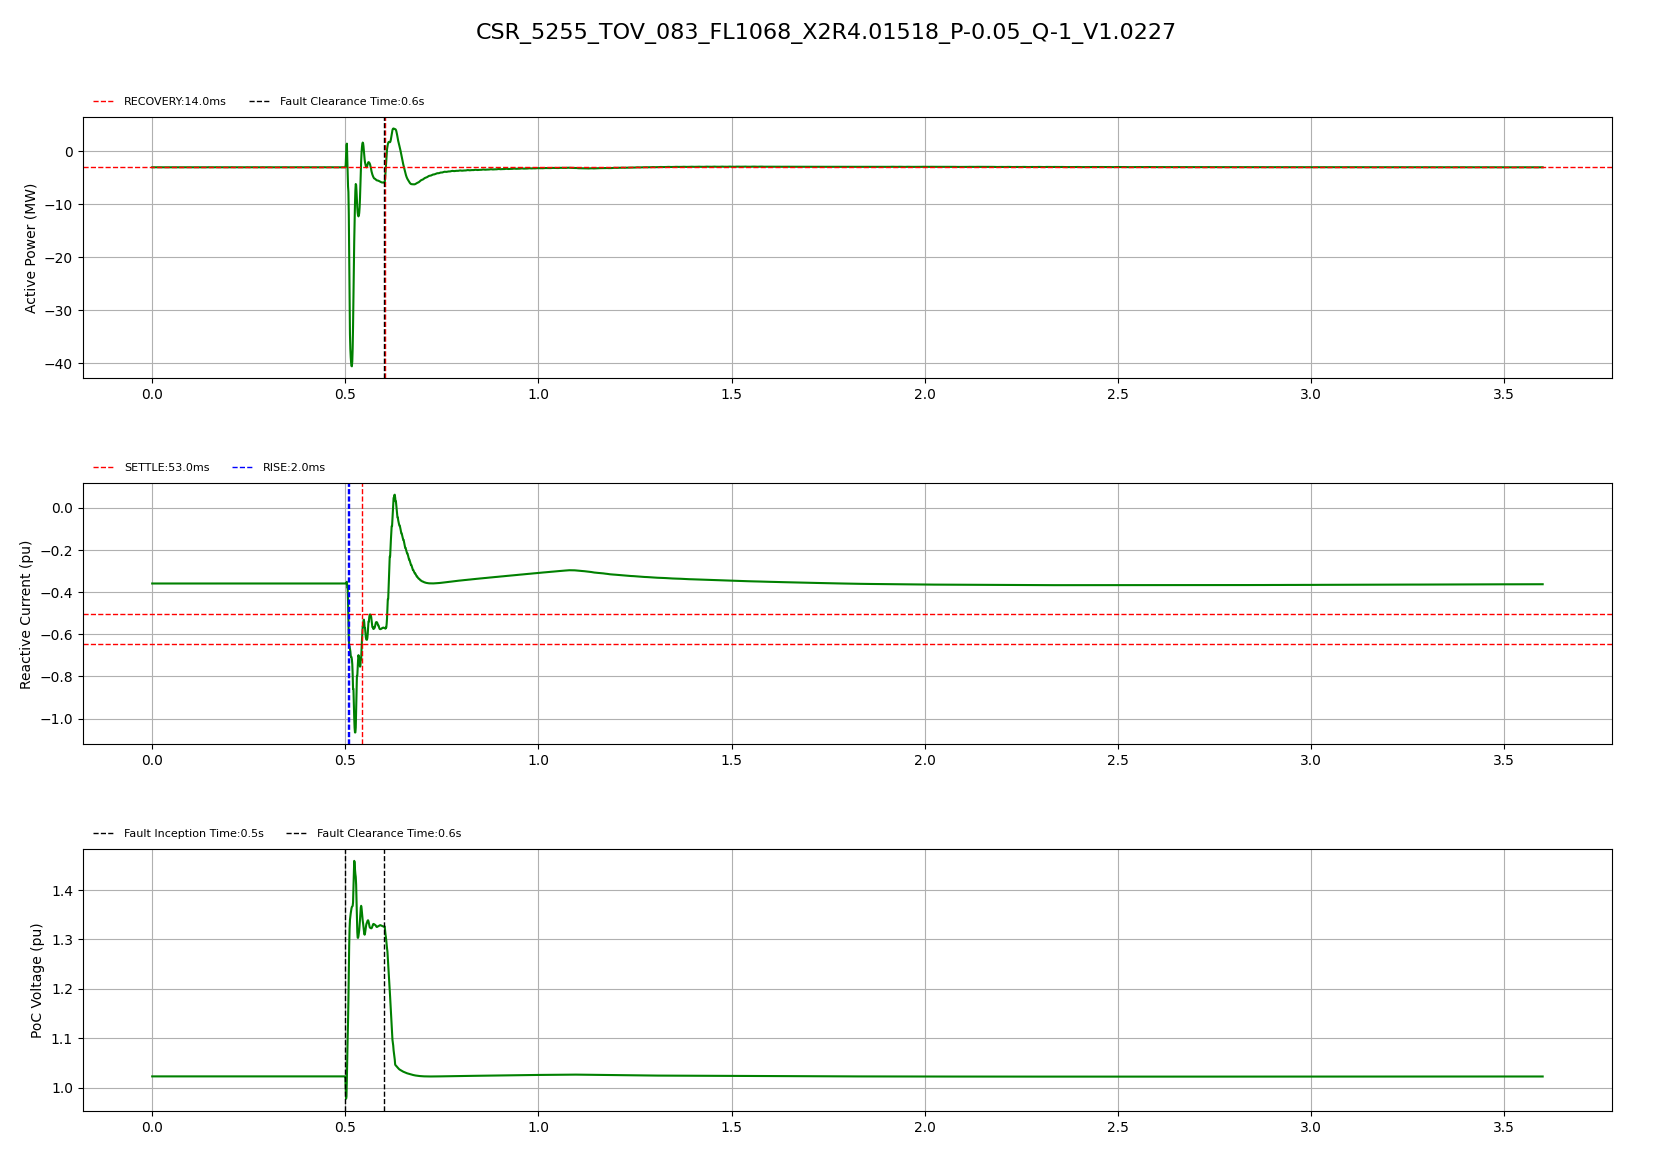 CSR_5255_TOV_083_FL1068_X2R4.01518_P-0.05_Q-1_V1.0227
RECOVERY:14.0ms Fault Clearance Time:0.6s
Active Power (MW)
0
−10
−20
−30
−40
0.0 0.5 1.0 1.5 2.0 2.5 3.0 3.5
SETTLE:53.0ms RISE:2.0ms
Reactive Current (pu)
0.0
−0.2
−0.4
−0.6
−0.8
−1.0
0.0 0.5 1.0 1.5 2.0 2.5 3.0 3.5
Fault Inception Time:0.5s Fault Clearance Time:0.6s
PoC Voltage (pu)
1.4
1.3
1.2
1.1
1.0
0.0 0.5 1.0 1.5 2.0 2.5 3.0 3.5